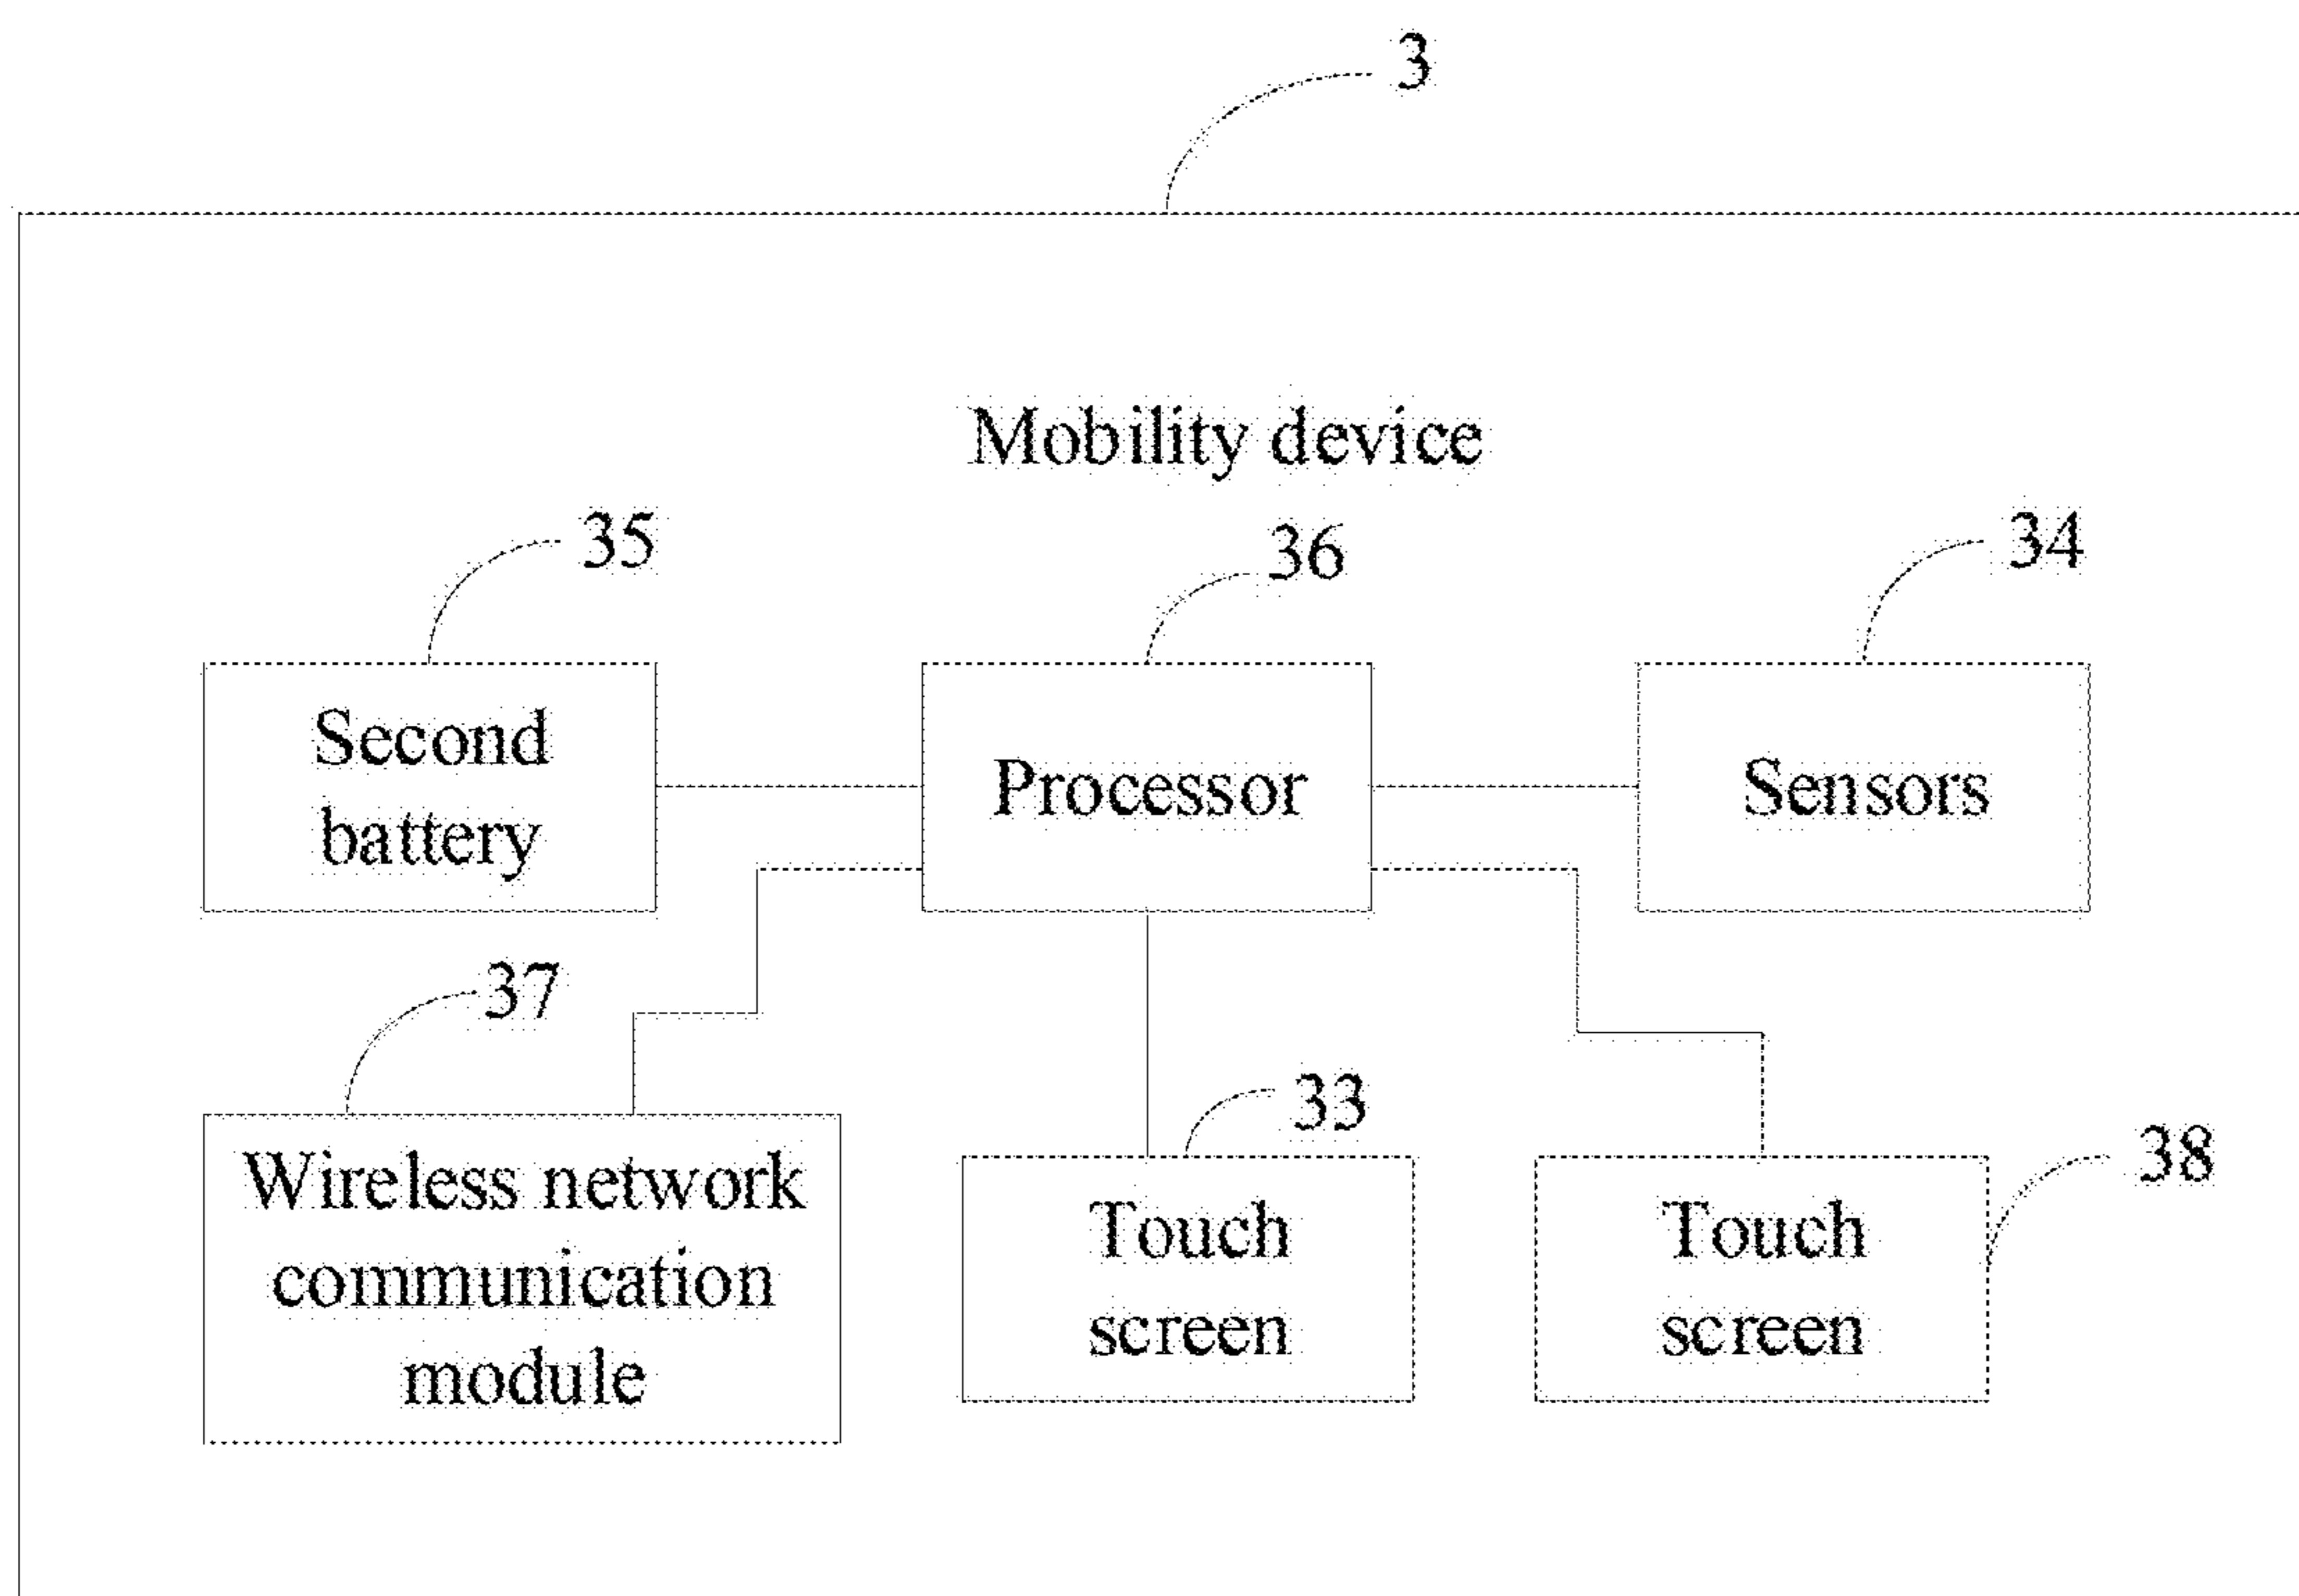 3
Mobility device
35
36
34
Second
battery
Processor
Sensors
37
33
38
Wireless network
communication
module
Touch
screen
Touch
screen